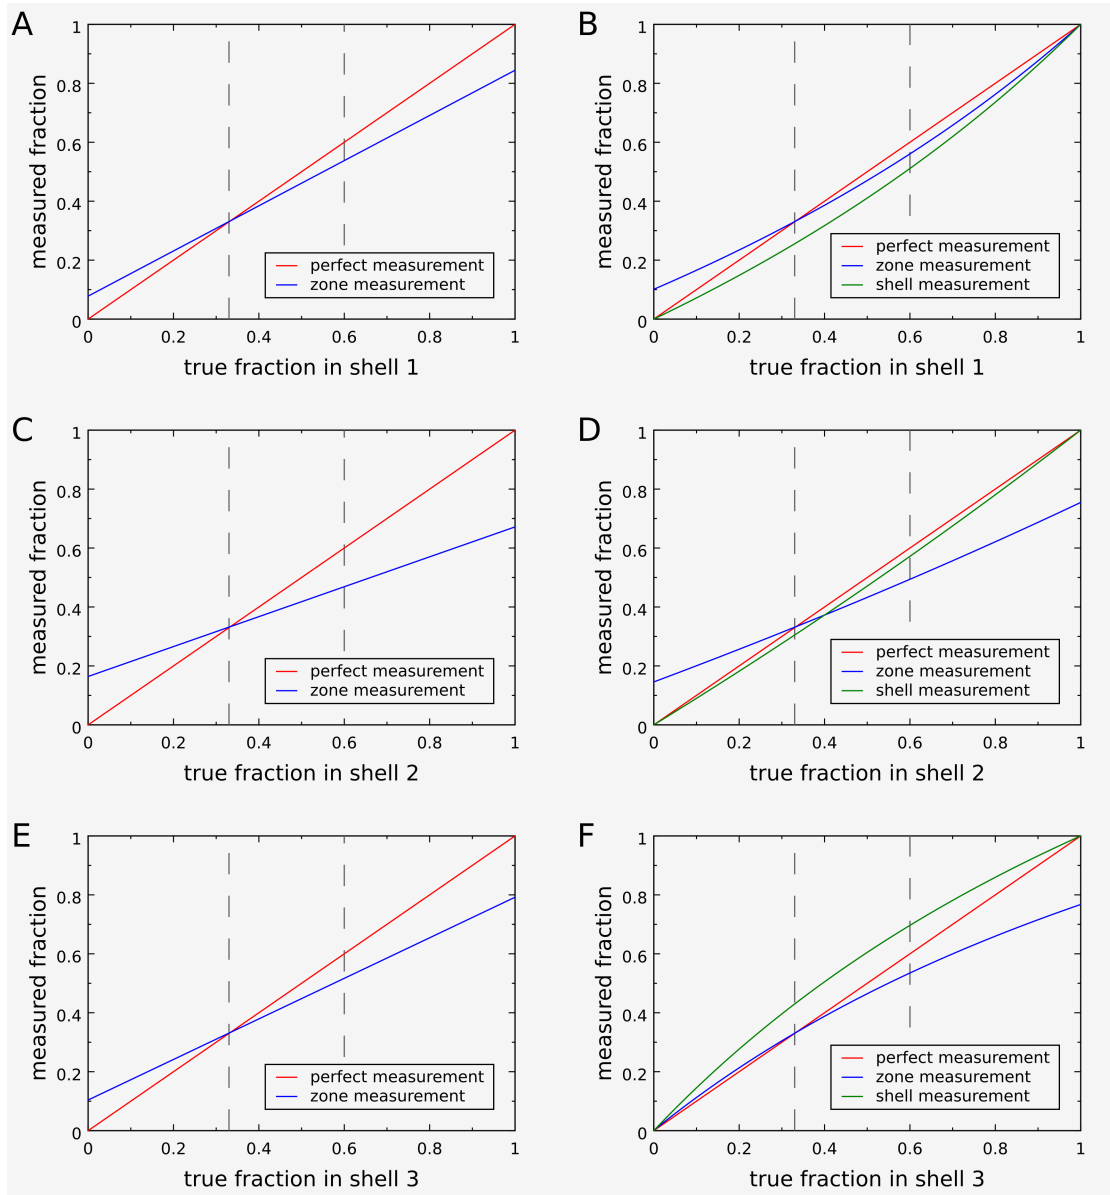 A
measured fraction
1
0.8
0.6
0.4
0.2
0
perfect measurement
zone measurement
0 0.2 0.4 0.6 0.8 1
true fraction in shell 1
B
measured fraction
1
0.8
0.6
0.4
0.2
0
perfect measurement
zone measurement
shell measurement
0 0.2 0.4 0.6 0.8 1
true fraction in shell 1
C
measured fraction
1
0.8
0.6
0.4
0.2
0
perfect measurement
zone measurement
0 0.2 0.4 0.6 0.8 1
true fraction in shell 2
D
measured fraction
1
0.8
0.6
0.4
0.2
0
perfect measurement
zone measurement
shell measurement
0 0.2 0.4 0.6 0.8 1
true fraction in shell 2
E
measured fraction
1
0.8
0.6
0.4
0.2
0
perfect measurement
zone measurement
0 0.2 0.4 0.6 0.8 1
true fraction in shell 3
F
measured fraction
1
0.8
0.6
0.4
0.2
0
perfect measurement
zone measurement
shell measurement
0 0.2 0.4 0.6 0.8 1
true fraction in shell 3